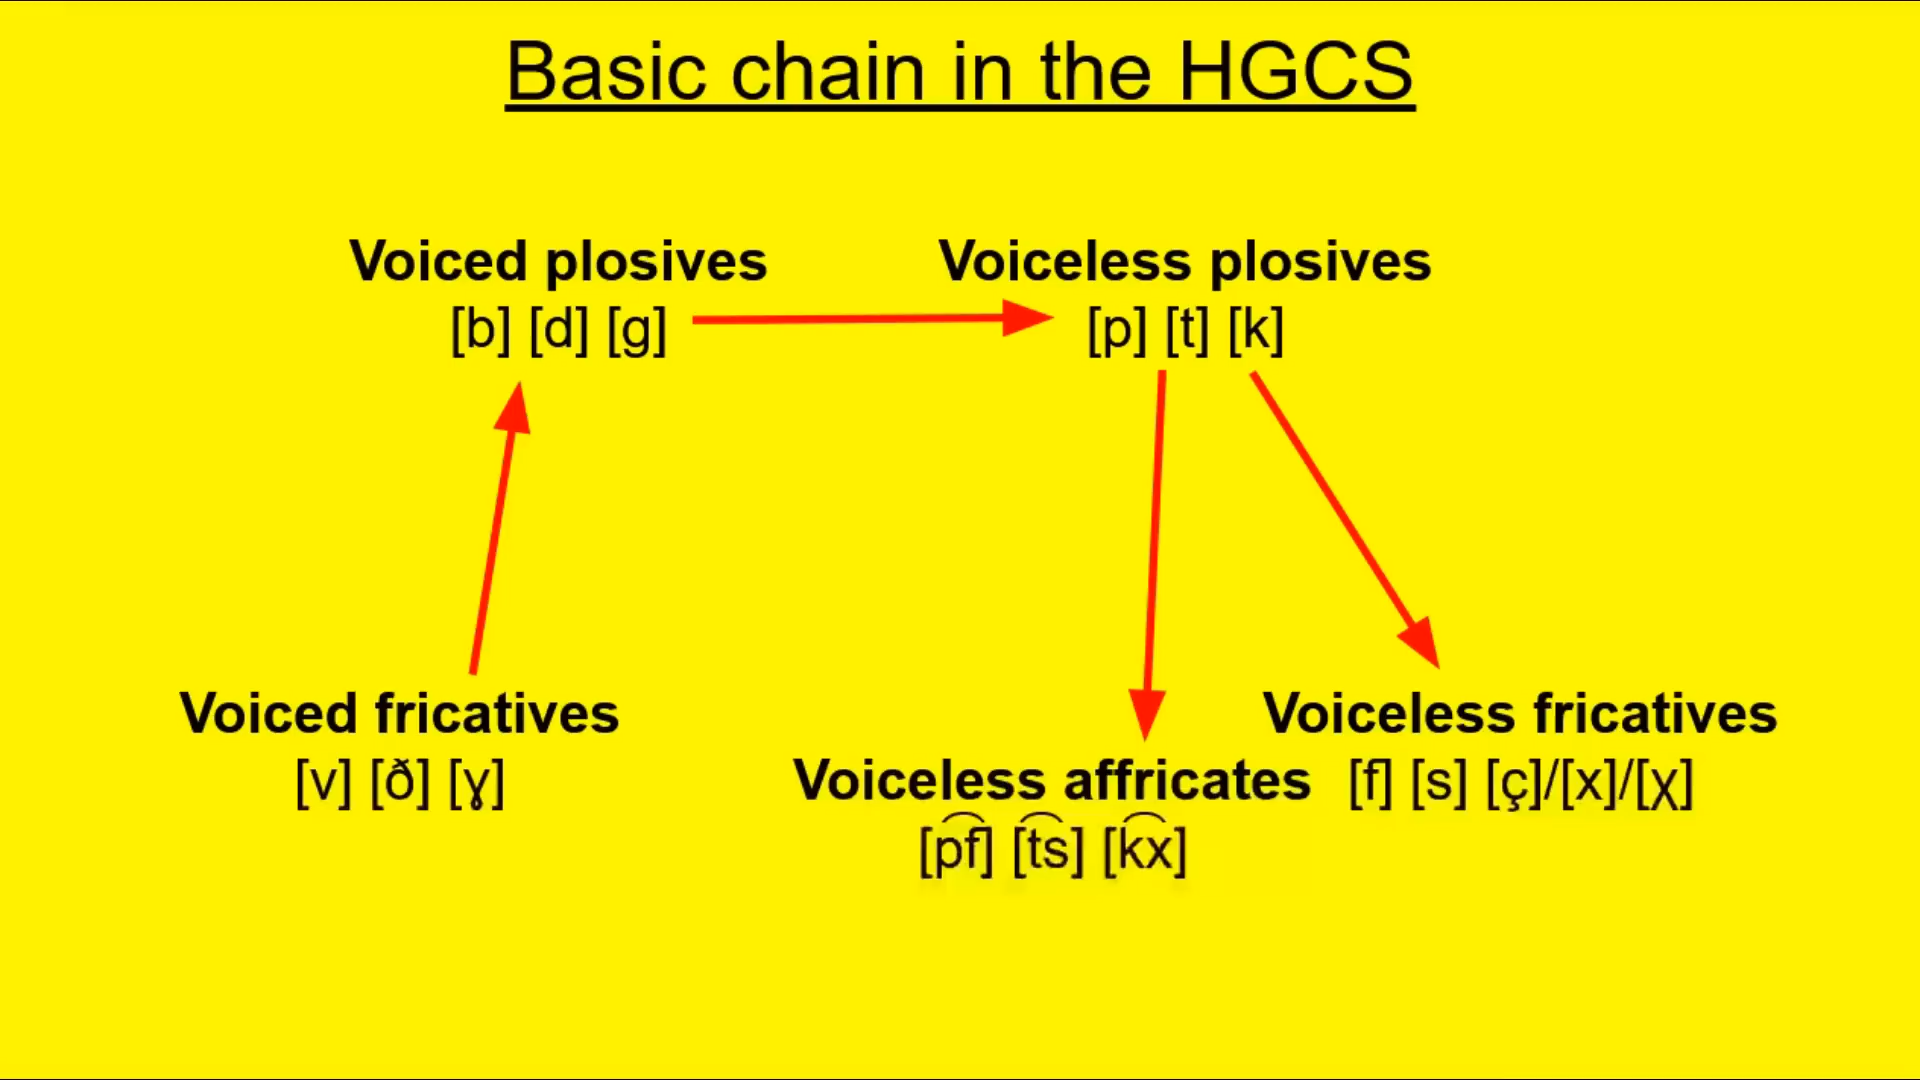 Basic chain in the HGCS
Voiced plosives
[b] [d] [g]
Voiceless plosives
[p] [t] [k]
Voiced fricatives
[v] [ð] [ɣ]
Voiceless affricates
[p͡f] [t͡s] [k͡x]
Voiceless fricatives
[f] [s] [ç]/[x]/[χ]